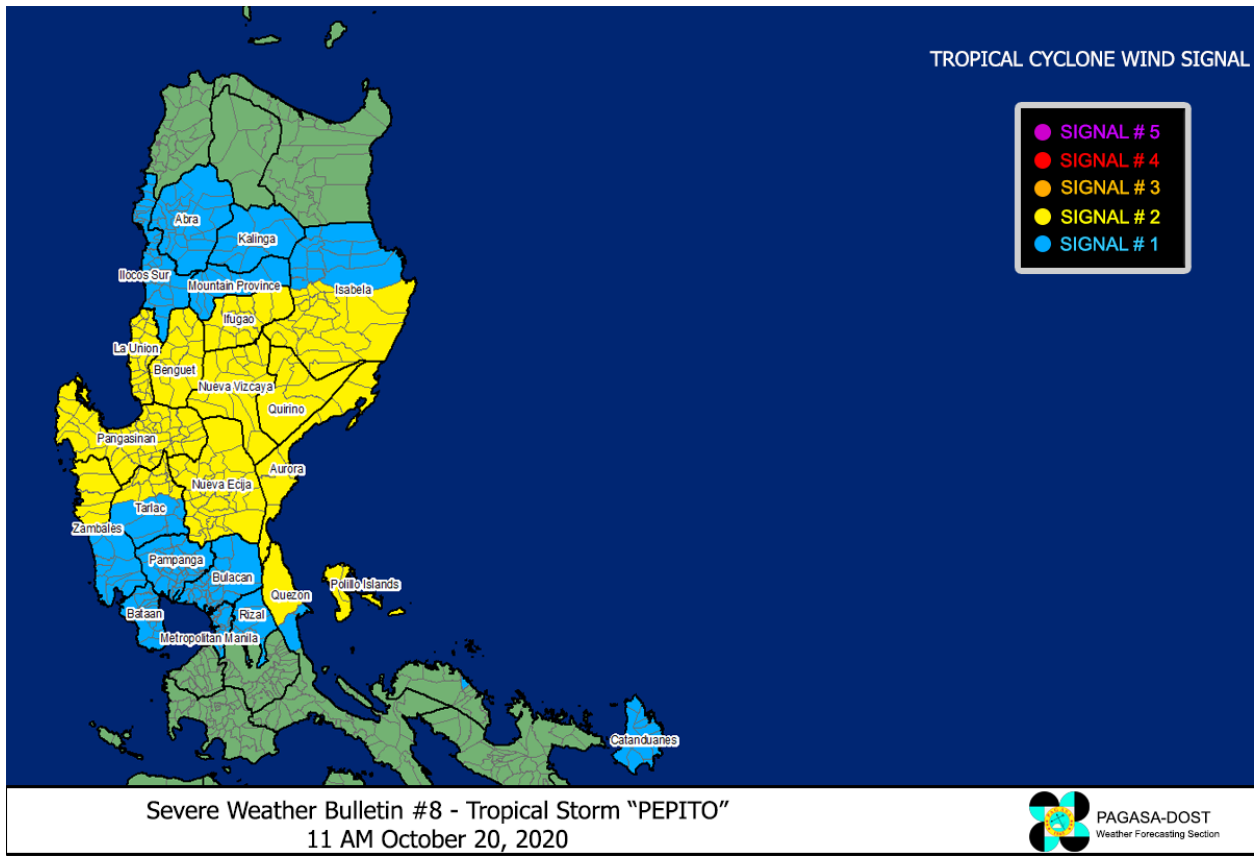 TROPICAL CYCLONE WIND SIGNAL
SIGNAL # 5
SIGNAL # 4
SIGNAL # 3
SIGNAL # 2
SIGNAL # 1
Abra
Kalinga
Ilocos Sur
Mountain Province
Isabela
Ifugao
La Union
Benguet
Nueva Vizcaya
Quirino
Pangasinan
Aurora
Nueva Ecija
Tarlac
Zambales
Pampanga
Bulacan
Quezon
Polillo Islands
Bataan
Rizal
Metropolitan Manila
Catanduanes
Severe Weather Bulletin #8 - Tropical Storm “PEPITO”
11 AM October 20, 2020
PAGASA-DOST
Weather Forecasting Section